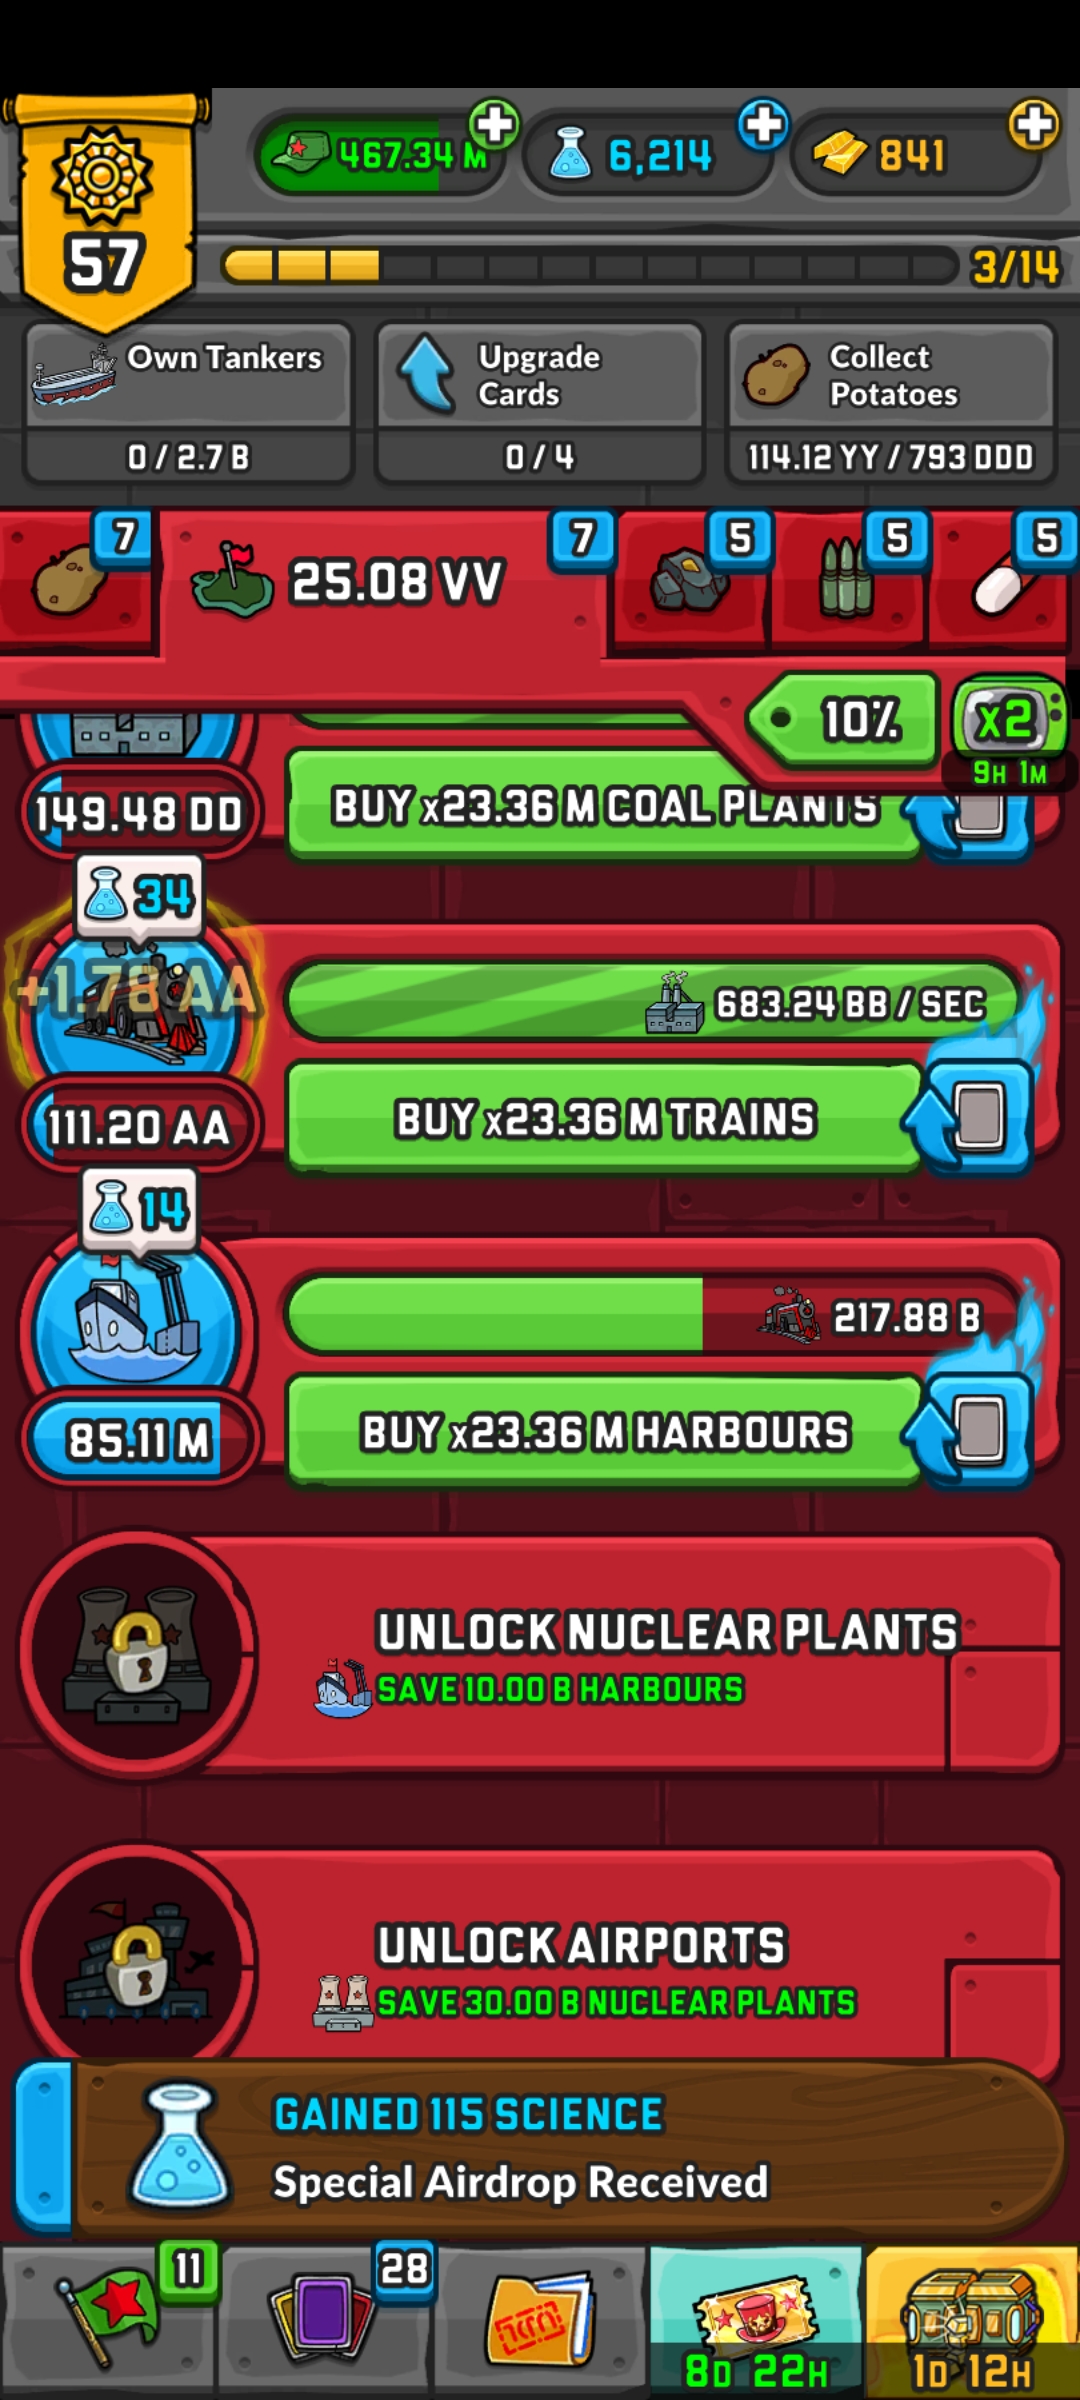 57
467.34 M
6,214
841
3/14
Own Tankers
0 / 2.7 B
Upgrade
Cards
0 / 4
Collect
Potatoes
114.12 YY / 793 DDD
7
25.08 VV
7
5
5
5
10%
x2
9H 1M
149.48 DD
BUY x23.36 M COAL PLANTS
34
+1.78 AA
683.24 BB / SEC
111.20 AA
BUY x23.36 M TRAINS
14
217.88 B
85.11 M
BUY x23.36 M HARBOURS
UNLOCK NUCLEAR PLANTS
SAVE 10.00 B HARBOURS
UNLOCK AIRPORTS
SAVE 30.00 B NUCLEAR PLANTS
GAINED 115 SCIENCE
Special Airdrop Received
11
28
8D 22H
1D 12H